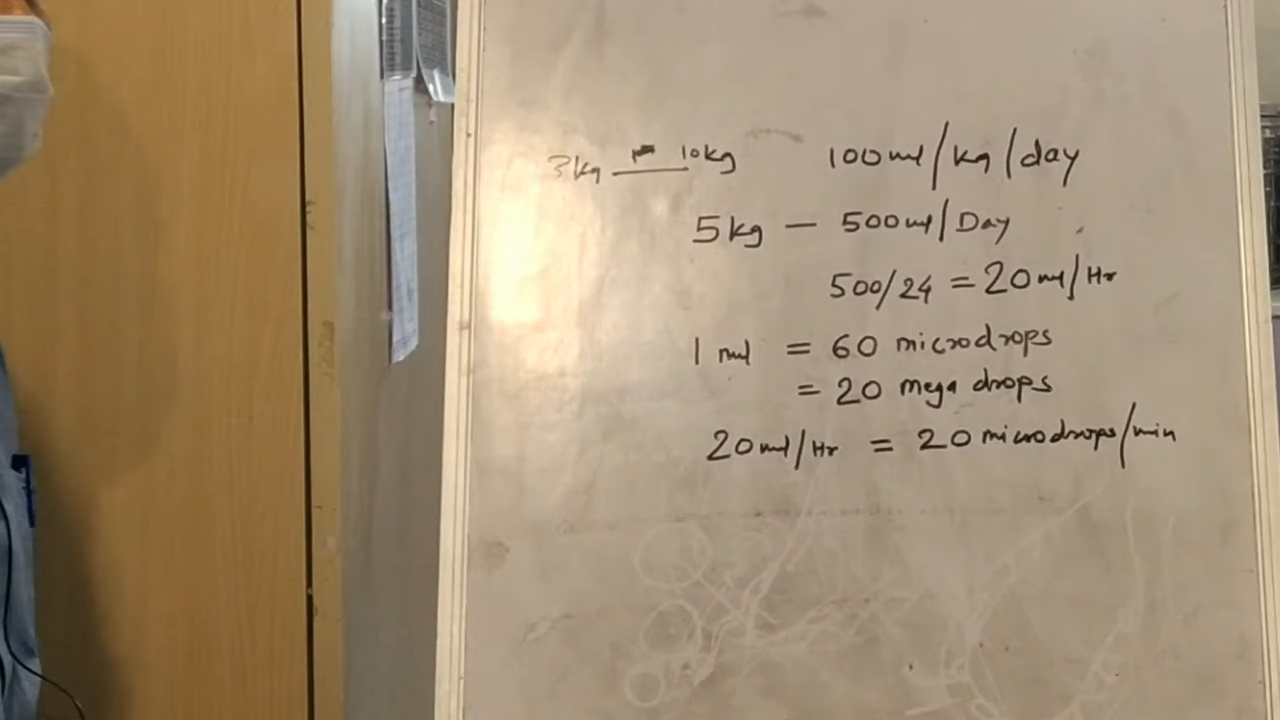 3kg — 10kg 100ml/kg/day
5kg — 500ml/Day
500/24 = 20ml/Hr
1 ml = 60 microdrops
= 20 mega drops
20ml/Hr = 20 microdrops/min